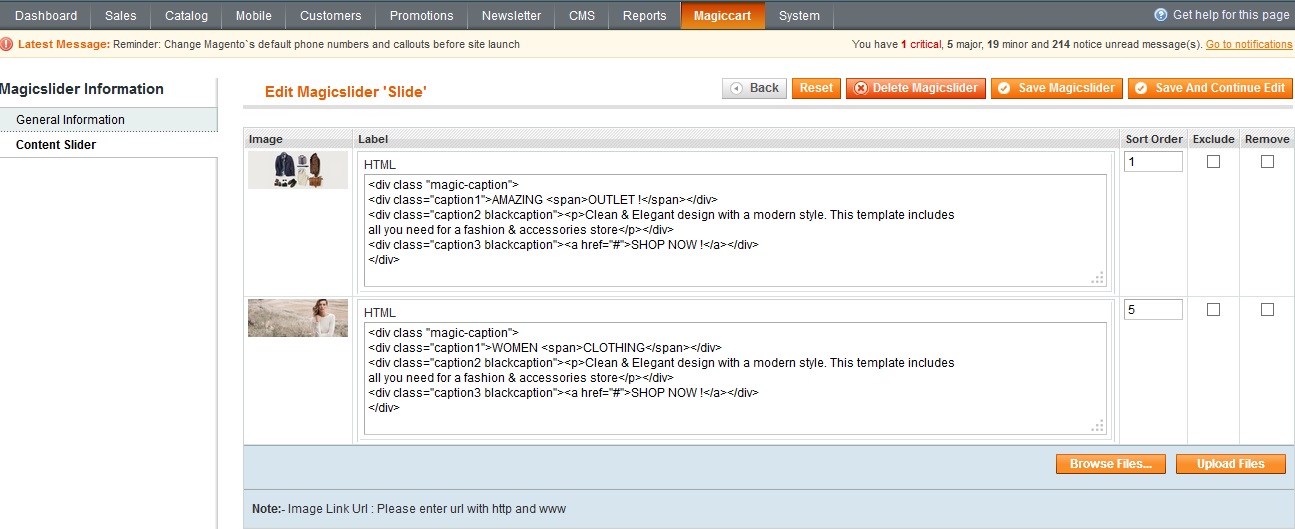 Dashboard Sales Catalog Mobile Customers Promotions Newsletter CMS Reports Magiccart System Get help for this page
Latest Message: Reminder: Change Magento`s default phone numbers and callouts before site launch You have 1 critical, 5 major, 19 minor and 214 notice unread message(s). Go to notifications
Magicslider Information
General Information
Content Slider
Edit Magicslider 'Slide' Back Reset Delete Magicslider Save Magicslider Save And Continue Edit
Image Label Sort Order Exclude Remove
HTML 1
<div class "magic-caption">
<div class="caption1">AMAZING <span>OUTLET !</span></div>
<div class="caption2 blackcaption"><p>Clean & Elegant design with a modern style. This template includes
all you need for a fashion & accessories store</p></div>
<div class="caption3 blackcaption"><a href="#">SHOP NOW !</a></div>
</div>
HTML 5
<div class "magic-caption">
<div class="caption1">WOMEN <span>CLOTHING</span></div>
<div class="caption2 blackcaption"><p>Clean & Elegant design with a modern style. This template includes
all you need for a fashion & accessories store</p></div>
<div class="caption3 blackcaption"><a href="#">SHOP NOW !</a></div>
</div>
Browse Files... Upload Files
Note:- Image Link Url : Please enter url with http and www